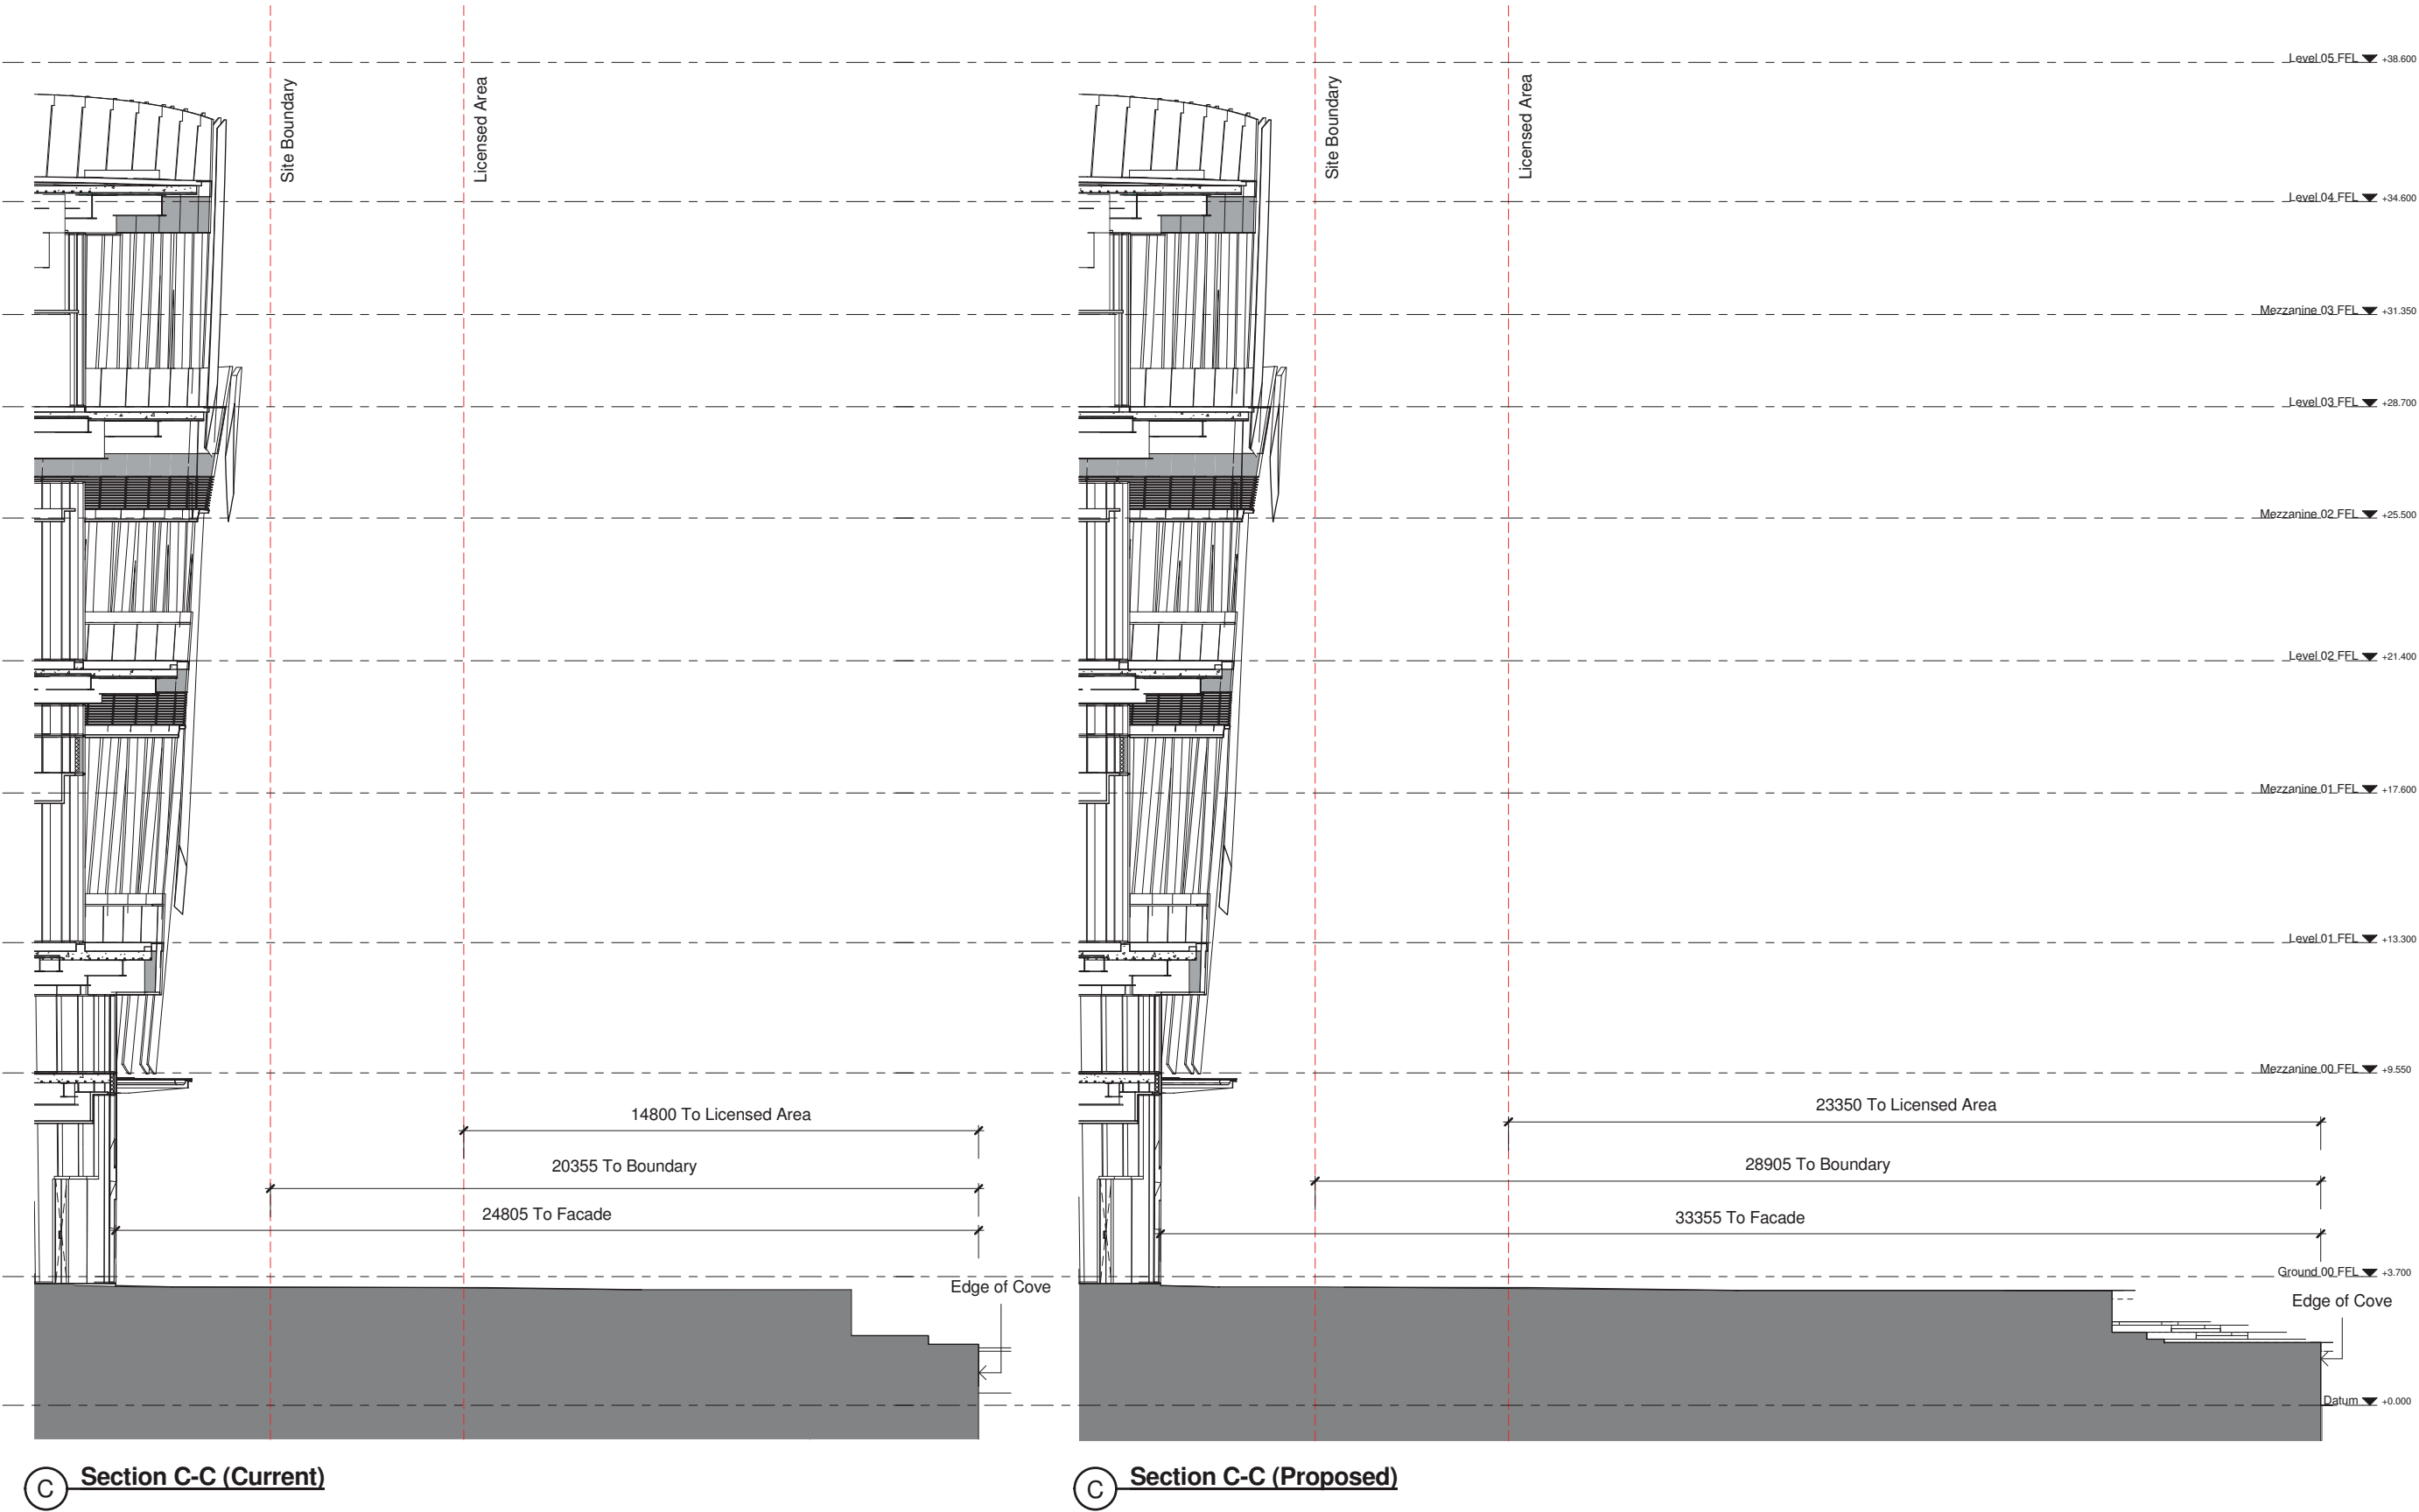 Level 05 FFL +38.600
Site Boundary
Licensed Area
Site Boundary
Licensed Area
Level 04 FFL +34.600
Mezzanine 03 FFL +31.350
Level 03 FFL +28.700
Mezzanine 02 FFL +25.500
Level 02 FFL +21.400
Mezzanine 01 FFL +17.600
Level 01 FFL +13.300
Mezzanine 00 FFL +9.550
14800 To Licensed Area
23350 To Licensed Area
20355 To Boundary
28905 To Boundary
24805 To Facade
33355 To Facade
Ground 00 FFL +3.700
Edge of Cove
Edge of Cove
Datum +0.000
C Section C-C (Current)
C Section C-C (Proposed)